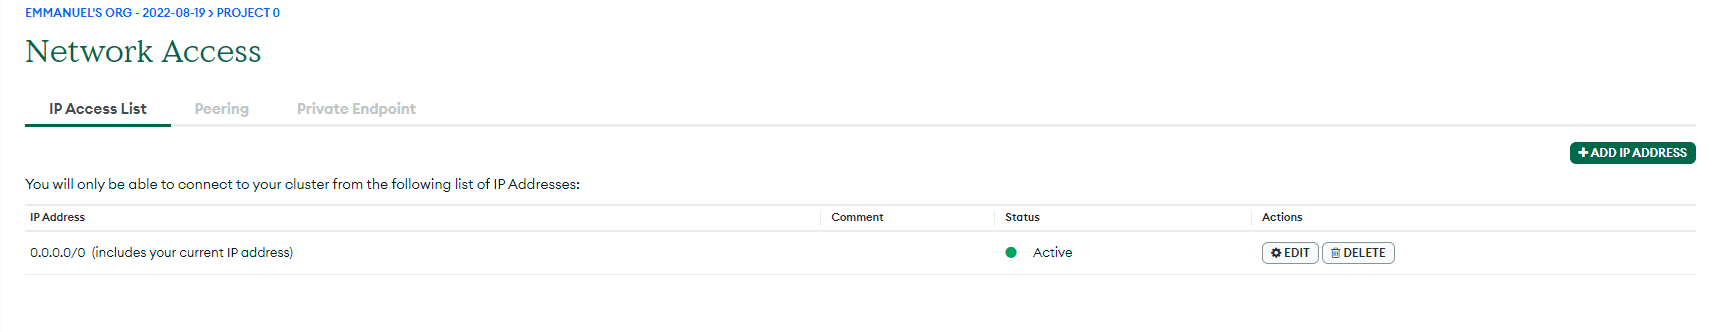 EMMANUEL'S ORG - 2022-08-19 > PROJECT 0
Network Access
IP Access List Peering Private Endpoint
+ ADD IP ADDRESS
You will only be able to connect to your cluster from the following list of IP Addresses:
IP Address Comment Status Actions
0.0.0.0/0 (includes your current IP address) Active EDIT DELETE